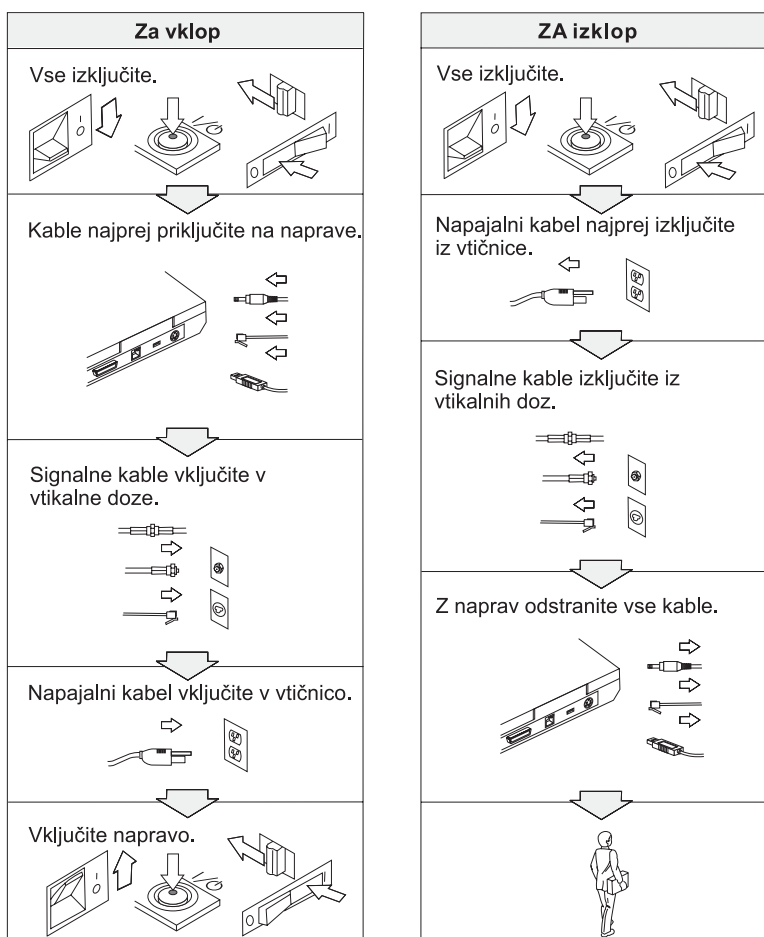 Za vklop
Vse izključite.
Kable najprej priključite na naprave.
Signalne kable vključite v
vtikalne doze.
Napajalni kabel vključite v vtičnico.
Vključite napravo.
ZA izklop
Vse izključite.
Napajalni kabel najprej izključite
iz vtičnice.
Signalne kable izključite iz
vtikalnih doz.
Z naprav odstranite vse kable.